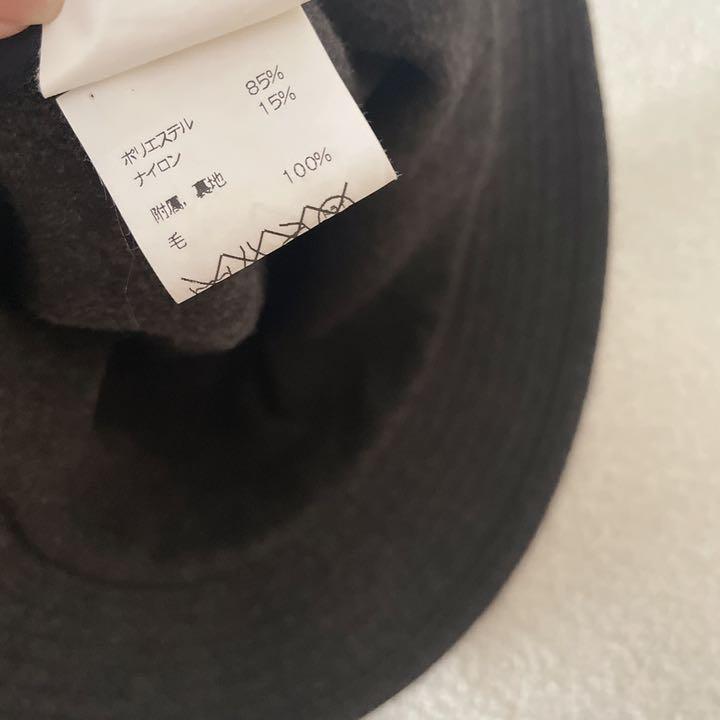 ポリエステル 85%
ナイロン 15%
附属，裏地
毛 100%